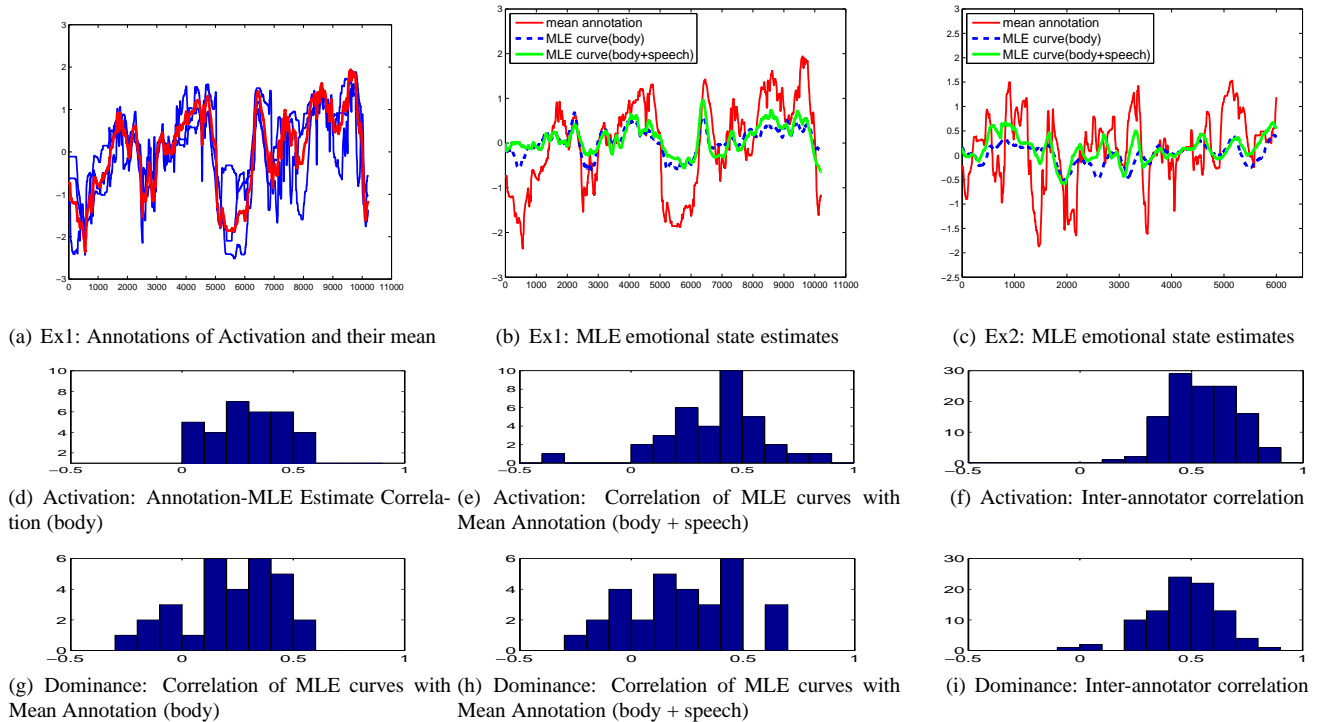 3
2
1
0
−1
−2
−3
0 1000 2000 3000 4000 5000 6000 7000 8000 9000 10000 11000
(a) Ex1: Annotations of Activation and their mean
mean annotation
MLE curve(body)
MLE curve(body+speech)
3
2
1
0
−1
−2
−3
0 1000 2000 3000 4000 5000 6000 7000 8000 9000 10000 11000
(b) Ex1: MLE emotional state estimates
mean annotation
MLE curve(body)
MLE curve(body+speech)
3
2.5
2
1.5
1
0.5
0
−0.5
−1
−1.5
−2
−2.5
0 1000 2000 3000 4000 5000 6000
(c) Ex2: MLE emotional state estimates
10
8
6
4
2
−0.5 0 0.5 1
(d) Activation: Annotation-MLE Estimate Correla-
tion (body)
10
8
6
4
2
0
−0.5 0 0.5 1
(e) Activation: Correlation of MLE curves with
Mean Annotation (body + speech)
30
20
10
0
−0.5 0 0.5 1
(f) Activation: Inter-annotator correlation
6
4
2
0
−0.5 0 0.5 1
(g) Dominance: Correlation of MLE curves with
Mean Annotation (body)
6
4
2
0
−0.5 0 0.5 1
(h) Dominance: Correlation of MLE curves with
Mean Annotation (body + speech)
30
20
10
0
−0.5 0 0.5 1
(i) Dominance: Inter-annotator correlation